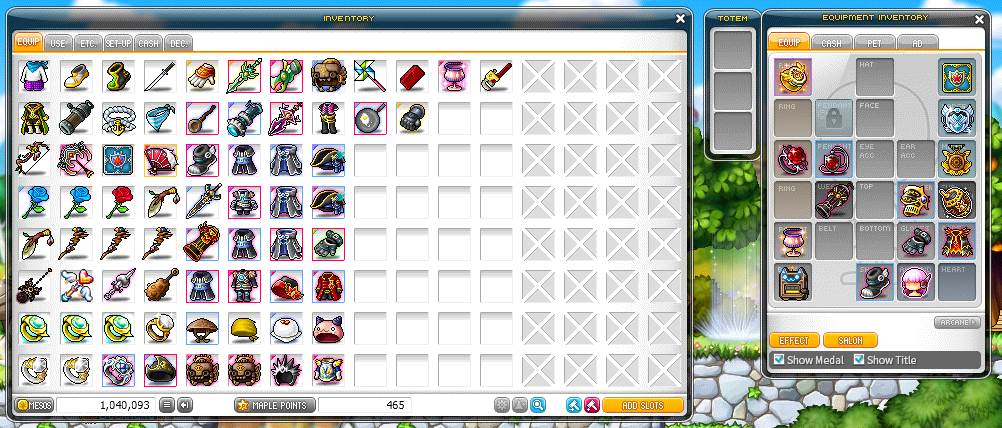 INVENTORY
EQUIP USE ETC. SET-UP CASH DEC.
MESOS 1,040,093 MAPLE POINTS 465 ADD SLOTS
TOTEM
EQUIPMENT INVENTORY
EQUIP CASH PET AD
HAT
RING PENDANT FACE
PENDANT EYE ACC EAR ACC
RING TOP
BELT BOTTOM
HEART
ARCANE
EFFECT SALON
Show Medal Show Title